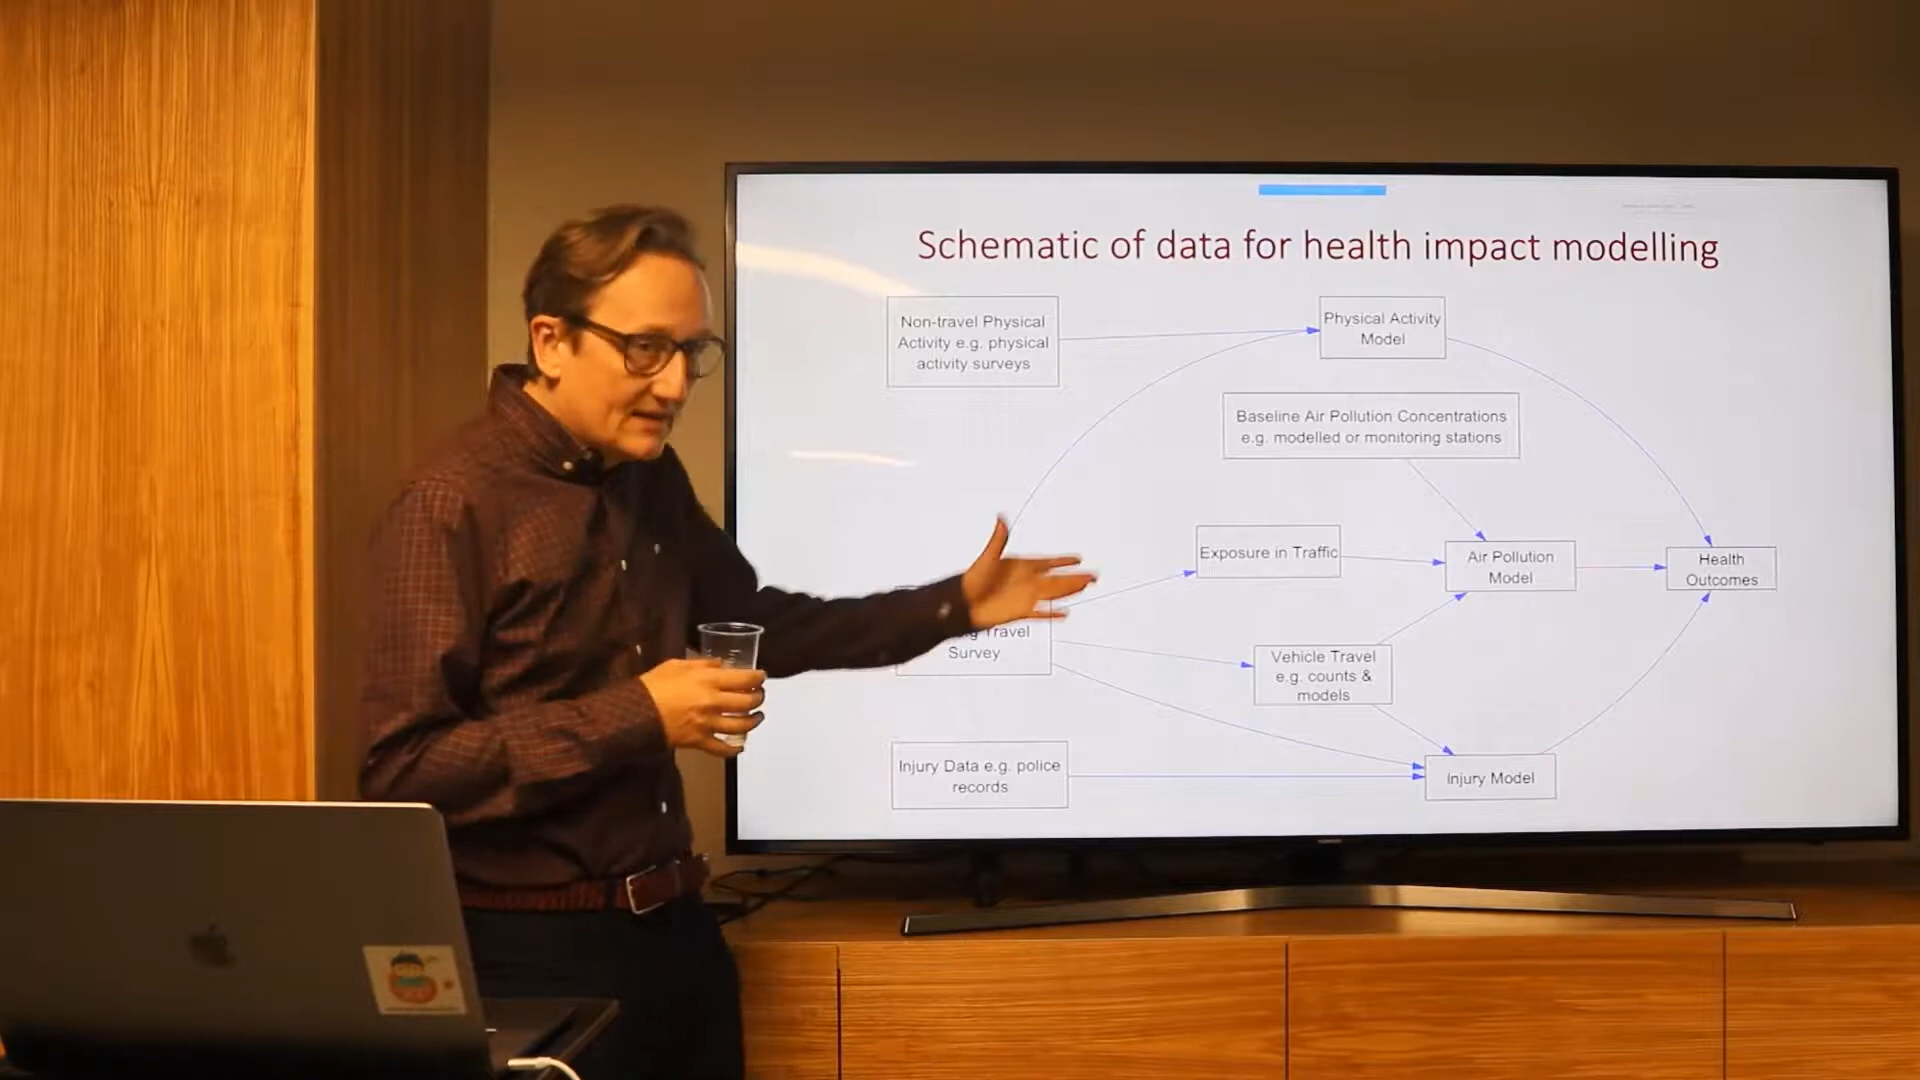 Schematic of data for health impact modelling
Non-travel Physical
Activity e.g. physical
activity surveys
Physical Activity
Model
Baseline Air Pollution Concentrations
e.g. modelled or monitoring stations
Exposure in Traffic
Air Pollution
Model
Health
Outcomes
Travel
Survey
Vehicle Travel
e.g. counts &
models
Injury Data e.g. police
records
Injury Model